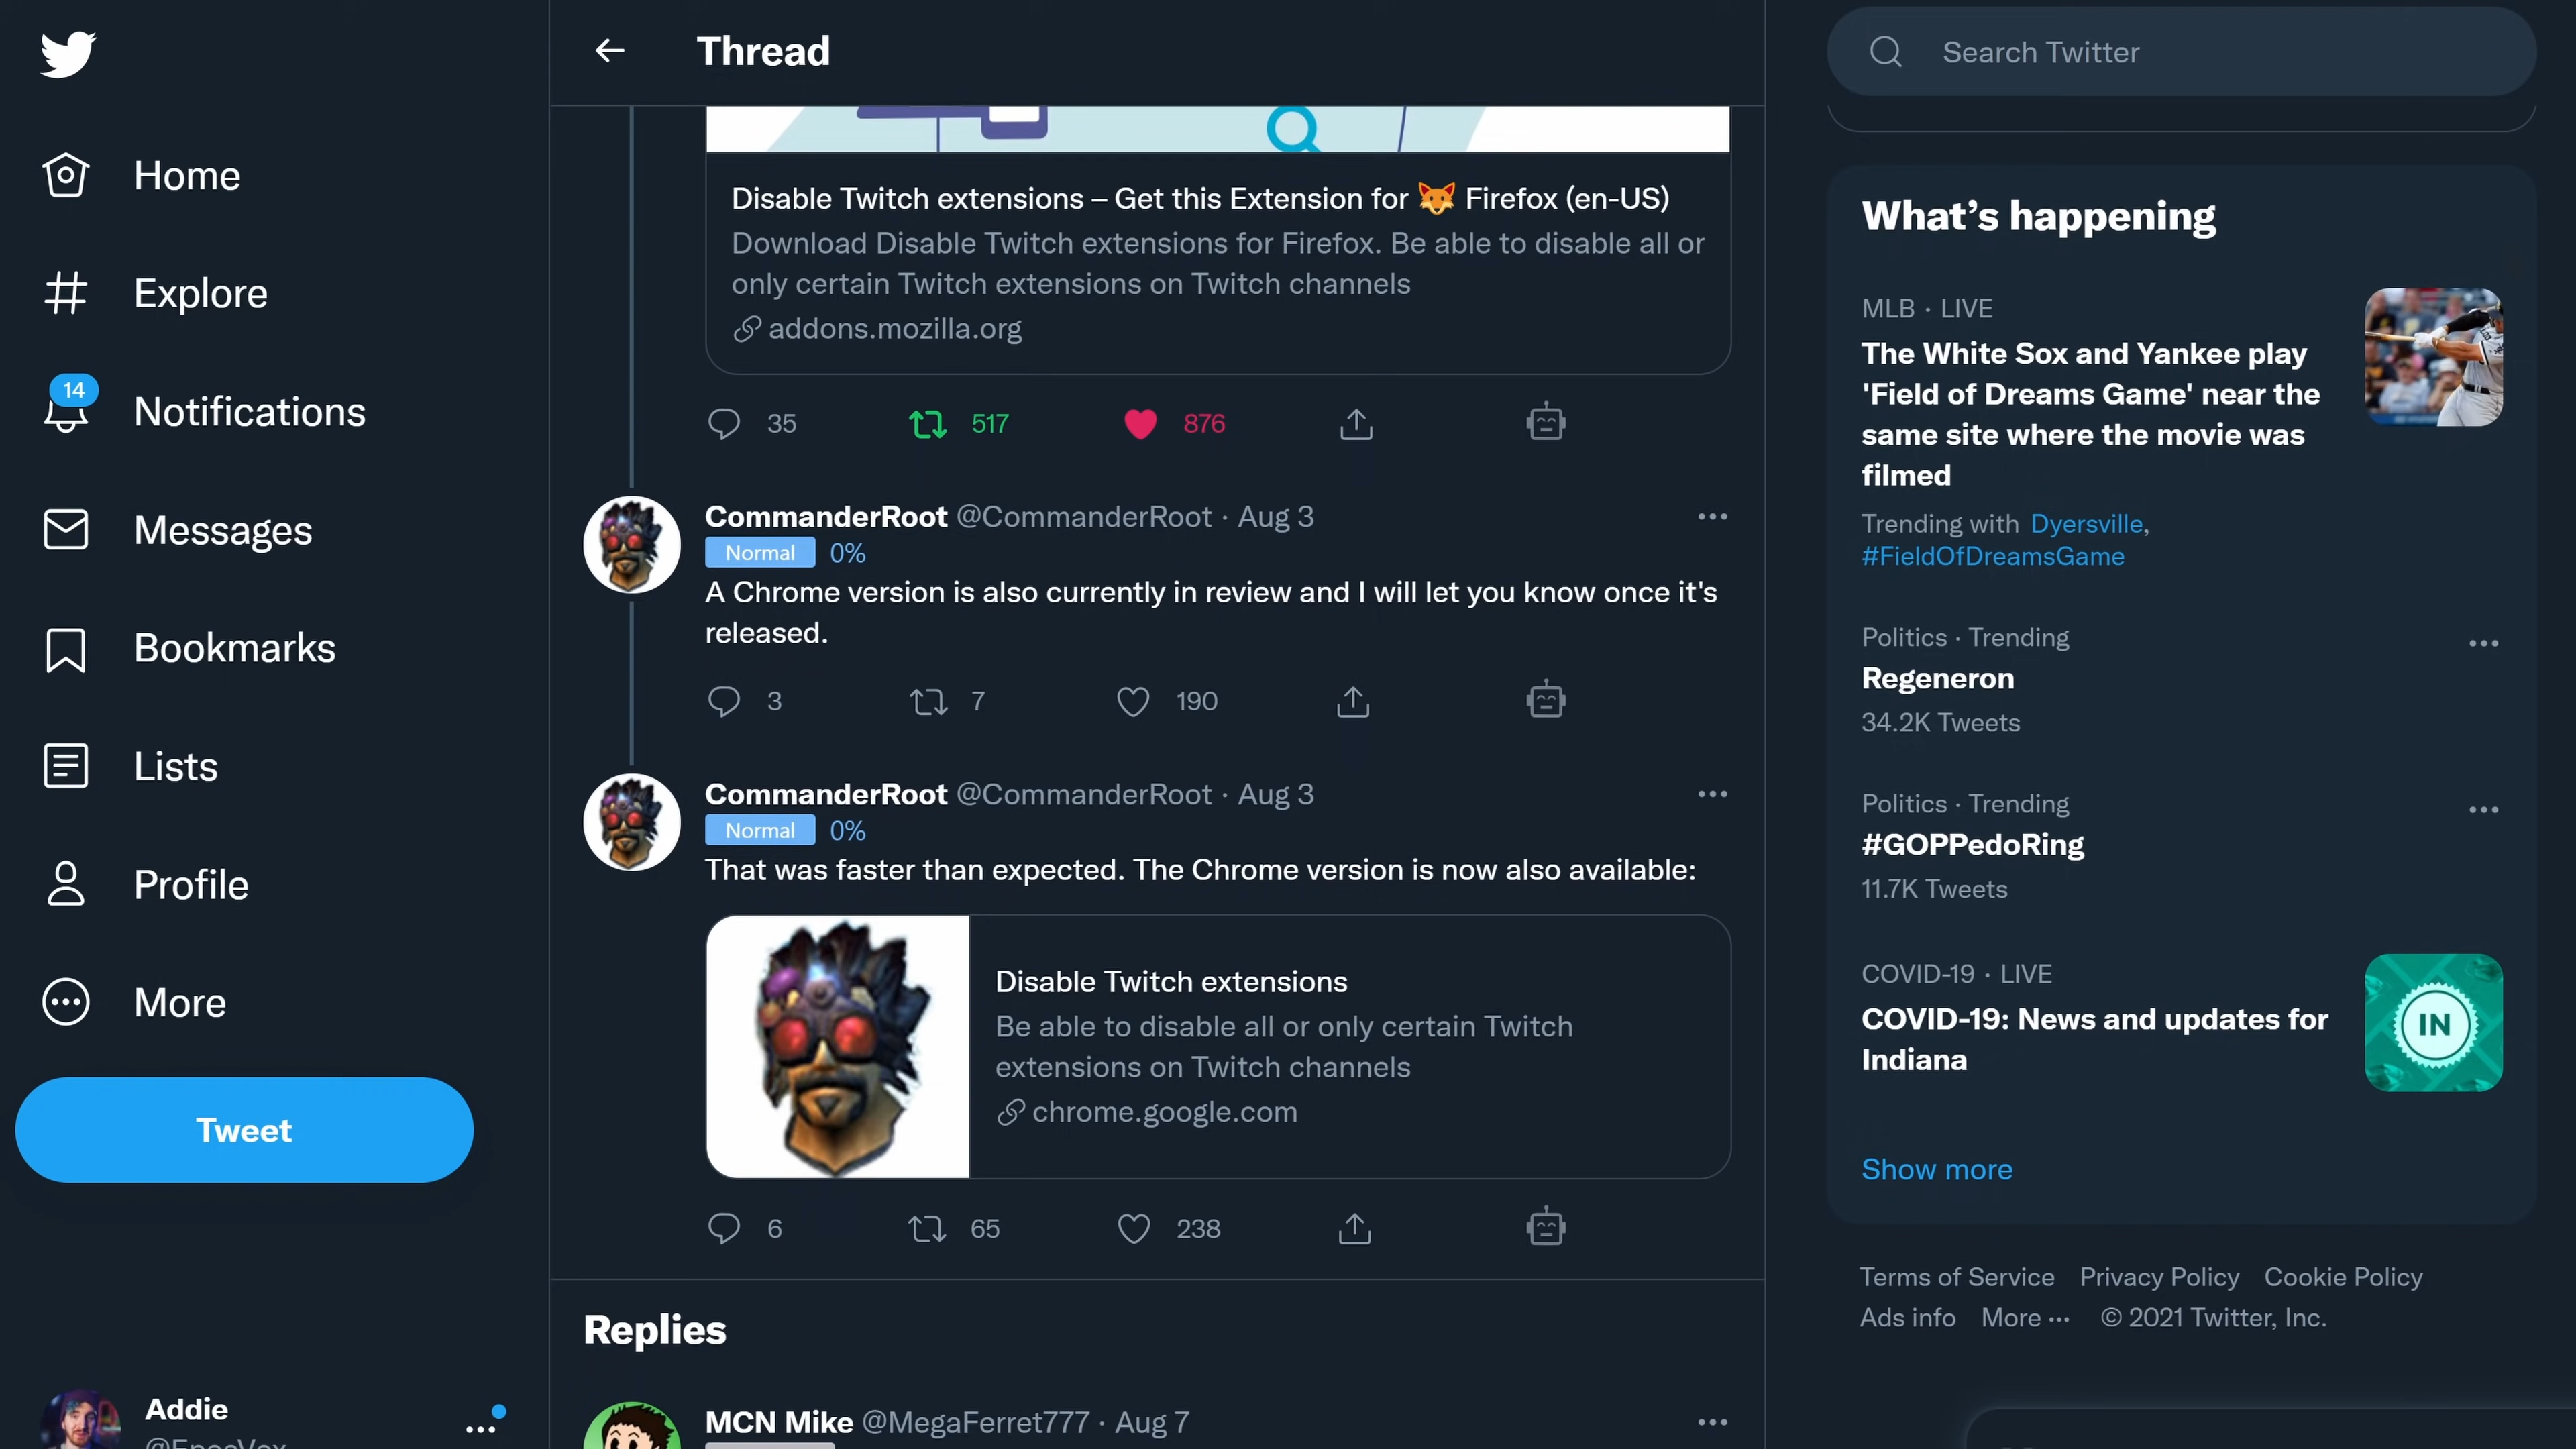 Home
Explore
14
Notifications
Messages
Bookmarks
Lists
Profile
More
Tweet
Addie
Thread
Disable Twitch extensions – Get this Extension for 🦊 Firefox (en-US)
Download Disable Twitch extensions for Firefox. Be able to disable all or
only certain Twitch extensions on Twitch channels
addons.mozilla.org
35 517 876
CommanderRoot @CommanderRoot · Aug 3
Normal 0%
A Chrome version is also currently in review and I will let you know once it's
released.
3 7 190
CommanderRoot @CommanderRoot · Aug 3
Normal 0%
That was faster than expected. The Chrome version is now also available:
Disable Twitch extensions
Be able to disable all or only certain Twitch
extensions on Twitch channels
chrome.google.com
6 65 238
Replies
MCN Mike @MegaFerret777 · Aug 7
Search Twitter
What's happening
MLB · LIVE
The White Sox and Yankee play
'Field of Dreams Game' near the
same site where the movie was
filmed
Trending with Dyersville,
#FieldOfDreamsGame
Politics · Trending
Regeneron
34.2K Tweets
Politics · Trending
#GOPPedoRing
11.7K Tweets
COVID-19 · LIVE
COVID-19: News and updates for
Indiana
IN
Show more
Terms of Service Privacy Policy Cookie Policy
Ads info More ··· © 2021 Twitter, Inc.